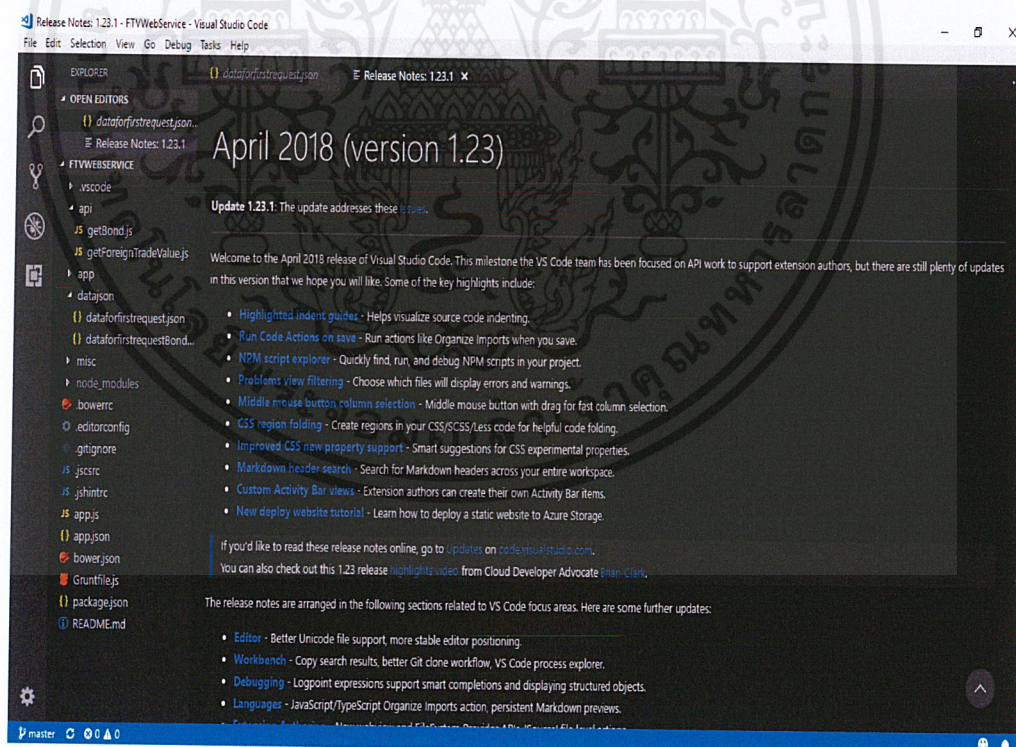 Release Notes: 1.23.1 - FTVWebService - Visual Studio Code
File Edit Selection View Go Debug Tasks Help
EXPLORER
OPEN EDITORS
{} dataforfirstrequest.json...
Release Notes: 1.23.1
FTVWEBSERVICE
.vscode
api
JS getBond.js
JS getForeignTradeValue.js
app
datajson
{} dataforfirstrequest.json
{} dataforfirstrequestBond...
misc
node_modules
.bowerrc
.editorconfig
.gitignore
JS .jscsrc
JS .jshintrc
JS app.js
{} app.json
bower.json
Gruntfile.js
{} package.json
README.md
{} dataforfirstrequest.json
Release Notes: 1.23.1 ×
April 2018 (version 1.23)
Update 1.23.1: The update addresses these issues.
Welcome to the April 2018 release of Visual Studio Code. This milestone the VS Code team has been focused on API work to support extension authors, but there are still plenty of updates
in this version that we hope you will like. Some of the key highlights include:
• Highlighted indent guides - Helps visualize source code indenting.
• Run Code Actions on save - Run actions like Organize Imports when you save.
• NPM script explorer - Quickly find, run, and debug NPM scripts in your project.
• Problems view filtering - Choose which files will display errors and warnings.
• Middle mouse button column selection - Middle mouse button with drag for fast column selection.
• CSS region folding - Create regions in your CSS/SCSS/Less code for helpful code folding.
• Improved CSS new property support - Smart suggestions for CSS experimental properties.
• Markdown header search - Search for Markdown headers across your entire workspace.
• Custom Activity Bar views - Extension authors can create their own Activity Bar items.
• New deploy website tutorial - Learn how to deploy a static website to Azure Storage.
If you'd like to read these release notes online, go to Updates on code.visualstudio.com.
You can also check out this 1.23 release highlights video from Cloud Developer Advocate Brian Clark.
The release notes are arranged in the following sections related to VS Code focus areas. Here are some further updates:
• Editor - Better Unicode file support, more stable editor positioning.
• Workbench - Copy search results, better Git clone workflow, VS Code process explorer.
• Debugging - Logpoint expressions support smart completions and displaying structured objects.
• Languages - JavaScript/TypeScript Organize Imports action, persistent Markdown previews.
master 0 0